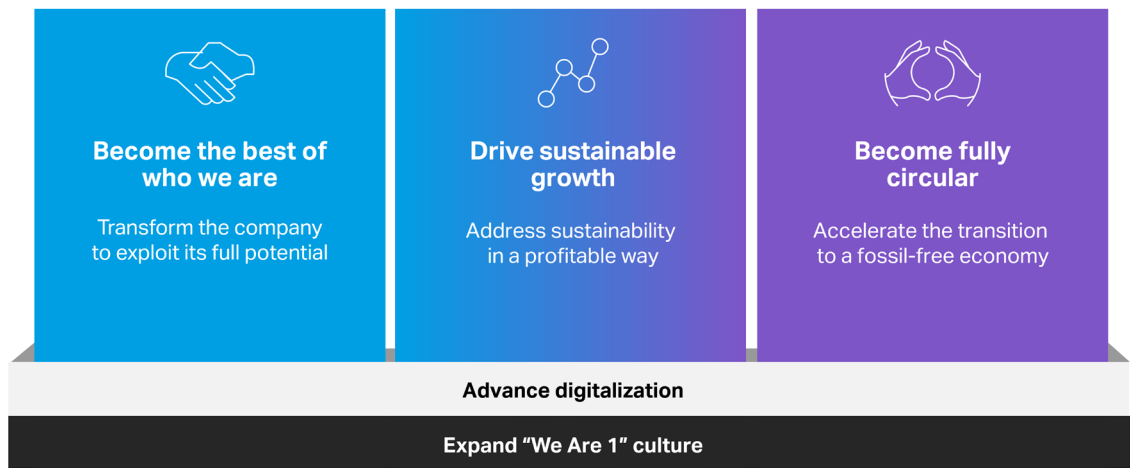 Become the best of
who we are
Transform the company
to exploit its full potential
Drive sustainable
growth
Address sustainability
in a profitable way
Become fully
circular
Accelerate the transition
to a fossil-free economy
Advance digitalization
Expand “We Are 1” culture